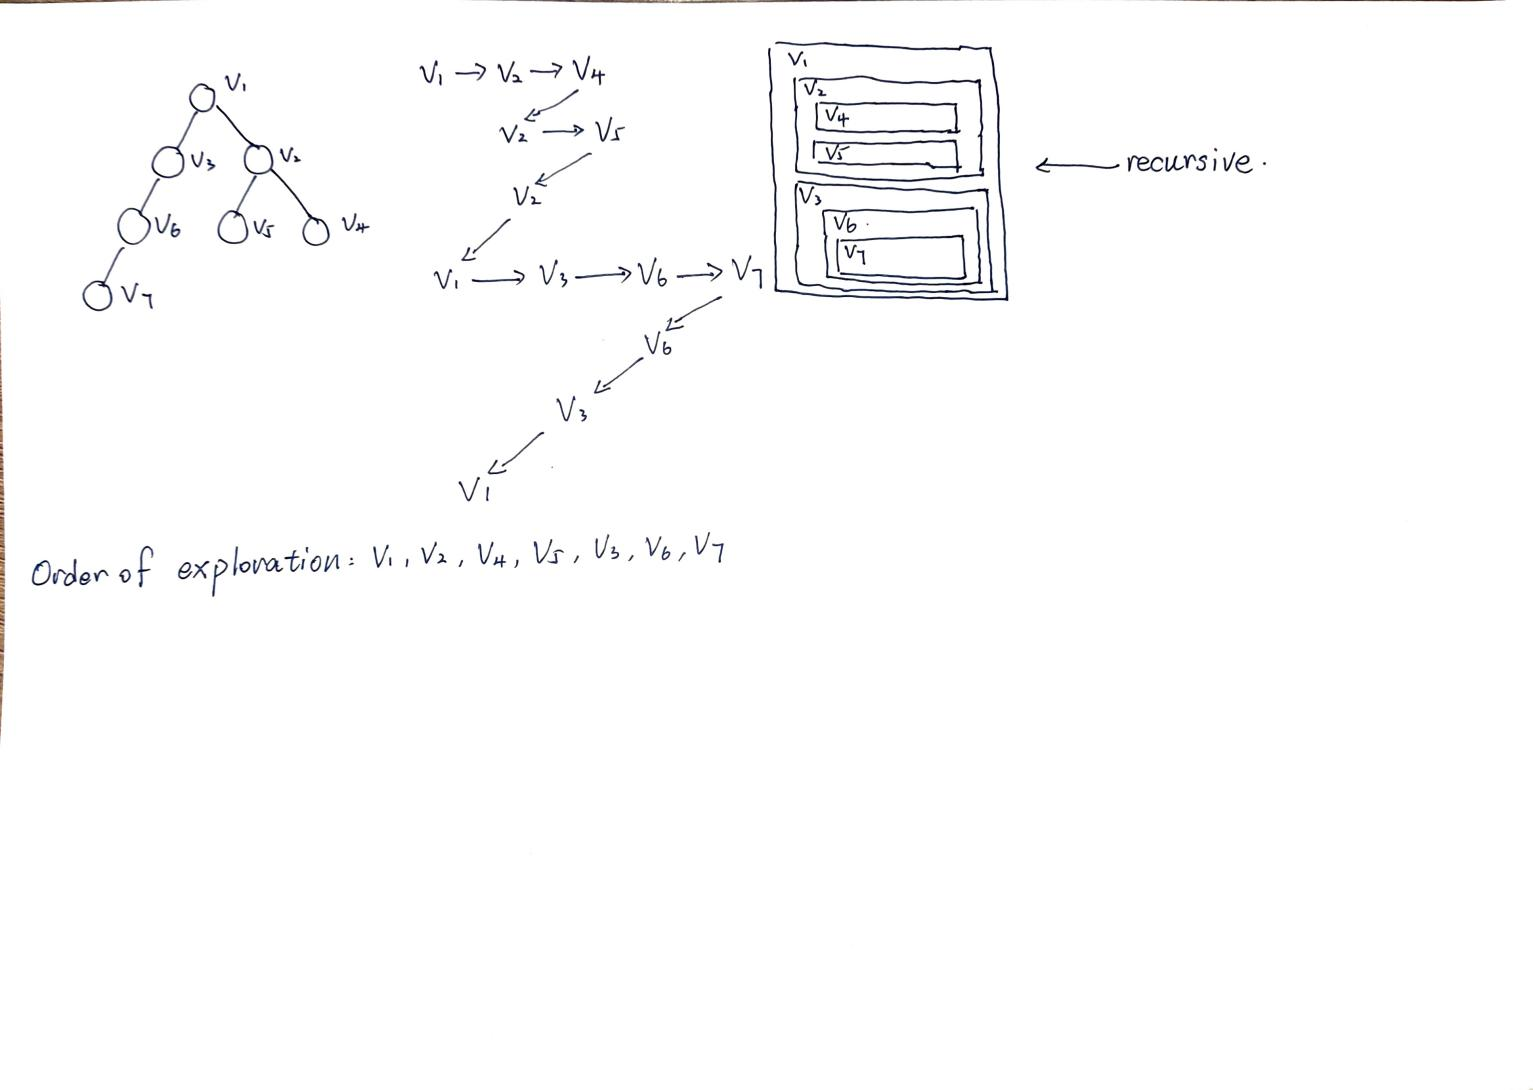 V1
V3 V2
V6 V5 V4
V7
V1 → V2 → V4
V2 → V5
V2
V1 → V3 → V6 → V7
V6
V3
V1
V1
V2
V4
V5
V3
V6
V7
← recursive.
Order of exploration: V1, V2, V4, V5, V3, V6, V7